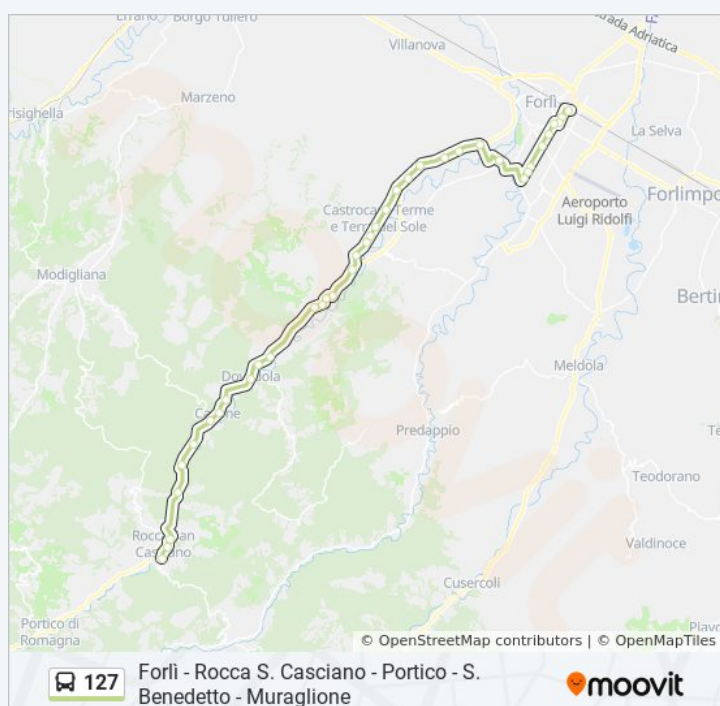 Borgo Tuliero
Strada Adriatica
Villanova
Marzeno
Forlì
La Selva
Castrocaro Terme
e Terra del Sole
Aeroporto
Luigi Ridolfi
Forlimpo
Modigliana
Bertin
Dovadola
Meldola
Predappio
Teodorano
Rocca San
Casciano
Valdinoce
Cusercoli
Portico di
Romagna
© OpenStreetMap contributors | © OpenMapTiles
127
Forlì - Rocca S. Casciano - Portico - S.
Benedetto - Muraglione
moovit